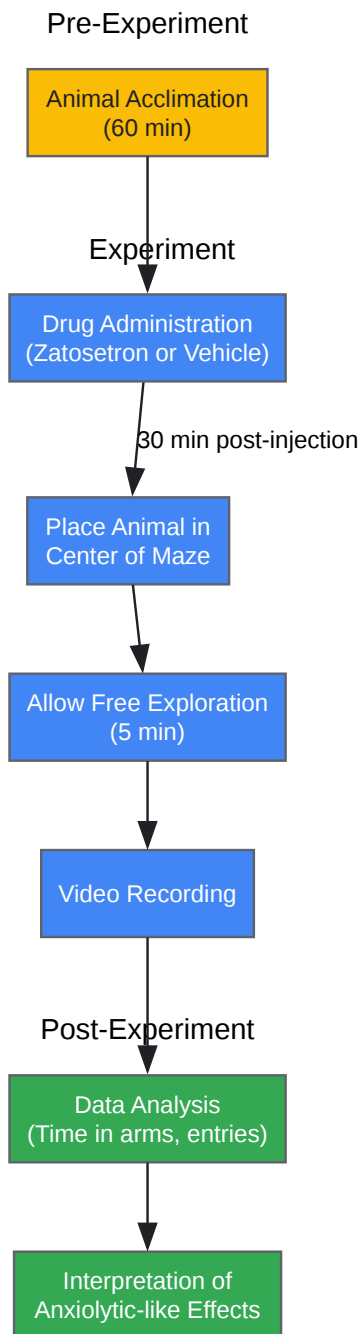 Pre-Experiment
Animal Acclimation
(60 min)
Experiment
Drug Administration
(Zatosetron or Vehicle)
30 min post-injection
Place Animal in
Center of Maze
Allow Free Exploration
(5 min)
Video Recording
Post-Experiment
Data Analysis
(Time in arms, entries)
Interpretation of
Anxiolytic-like Effects